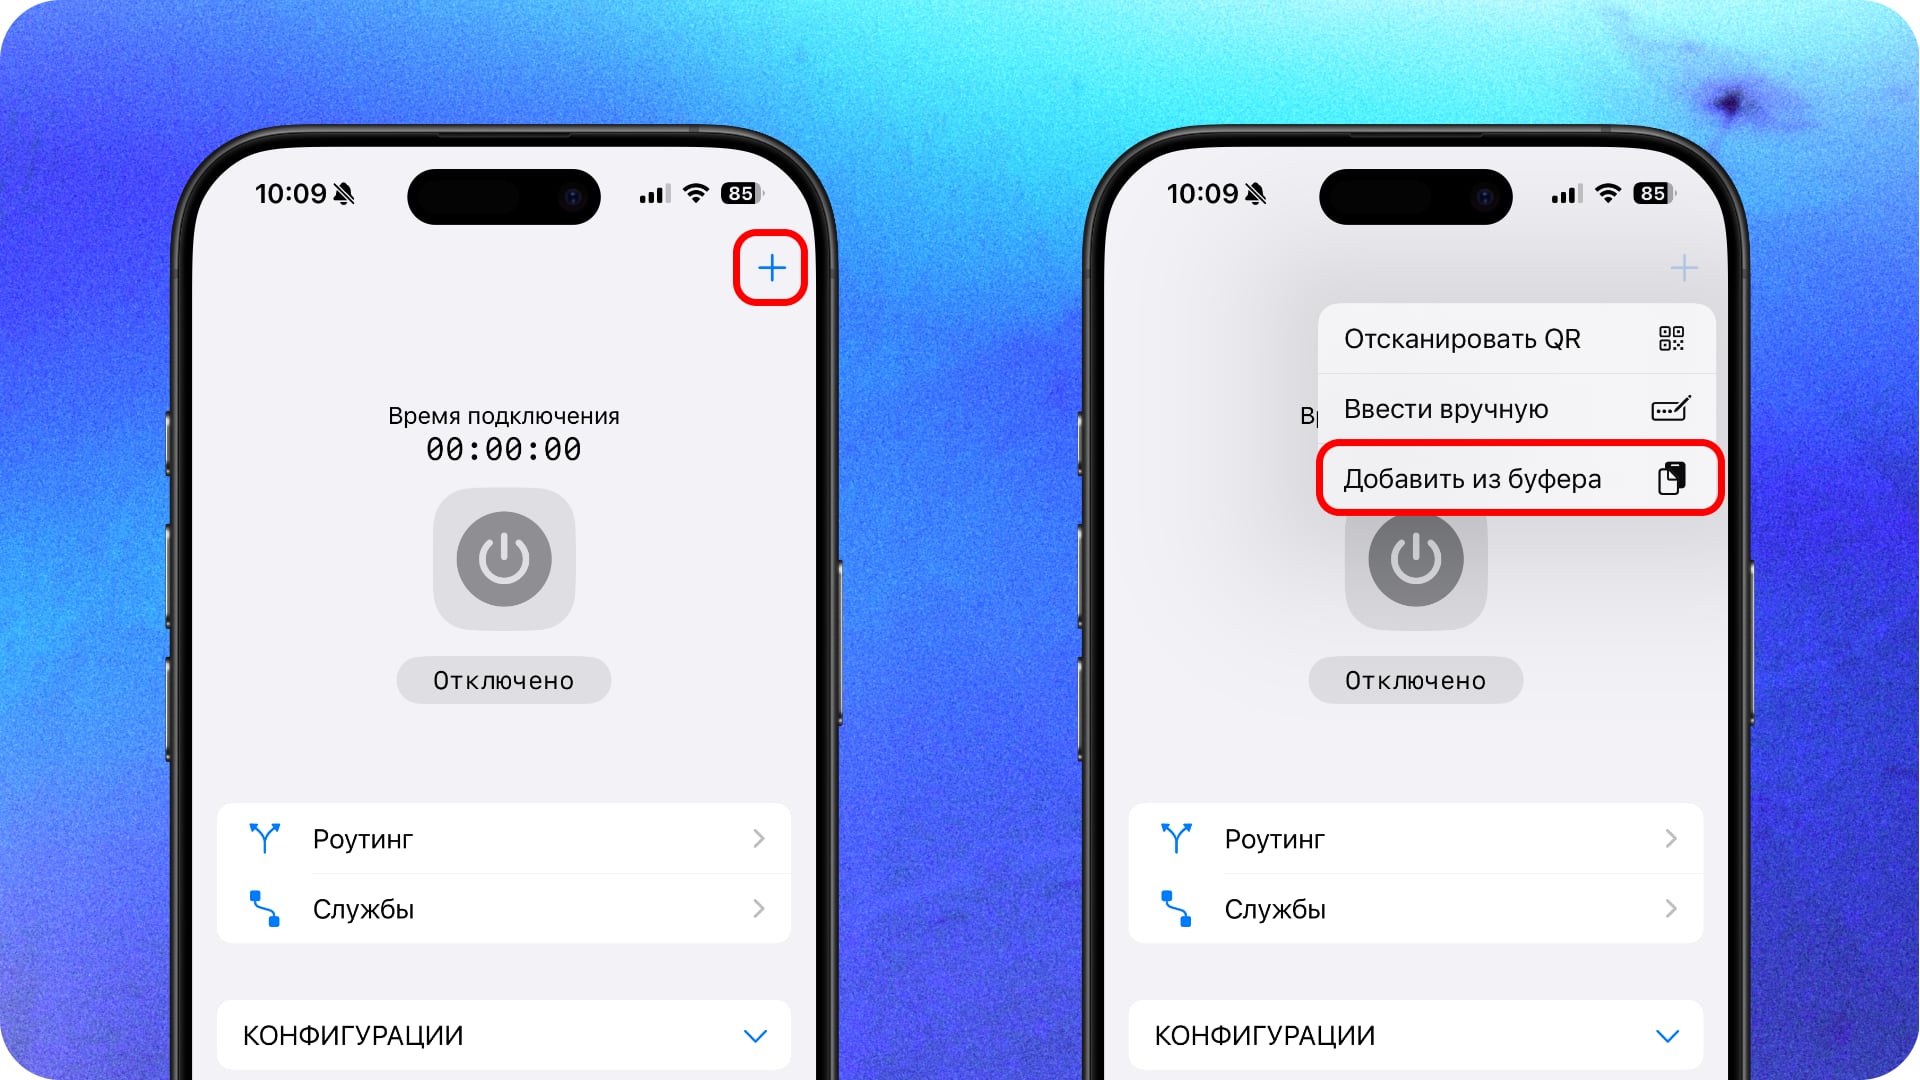 10:09
85
Время подключения
00:00:00
Отключено
Роутинг
Службы
КОНФИГУРАЦИИ
10:09
85
Отсканировать QR
Ввести вручную
Добавить из буфера
Отключено
Роутинг
Службы
КОНФИГУРАЦИИ